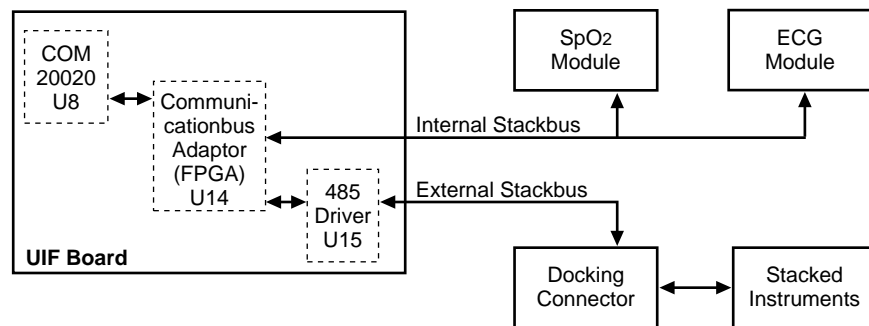 COM
20020
U8
Communi-
cationbus
Adaptor
(FPGA)
U14
485
Driver
U15
UIF Board
Internal Stackbus
External Stackbus
SpO2
Module
ECG
Module
Docking
Connector
Stacked
Instruments